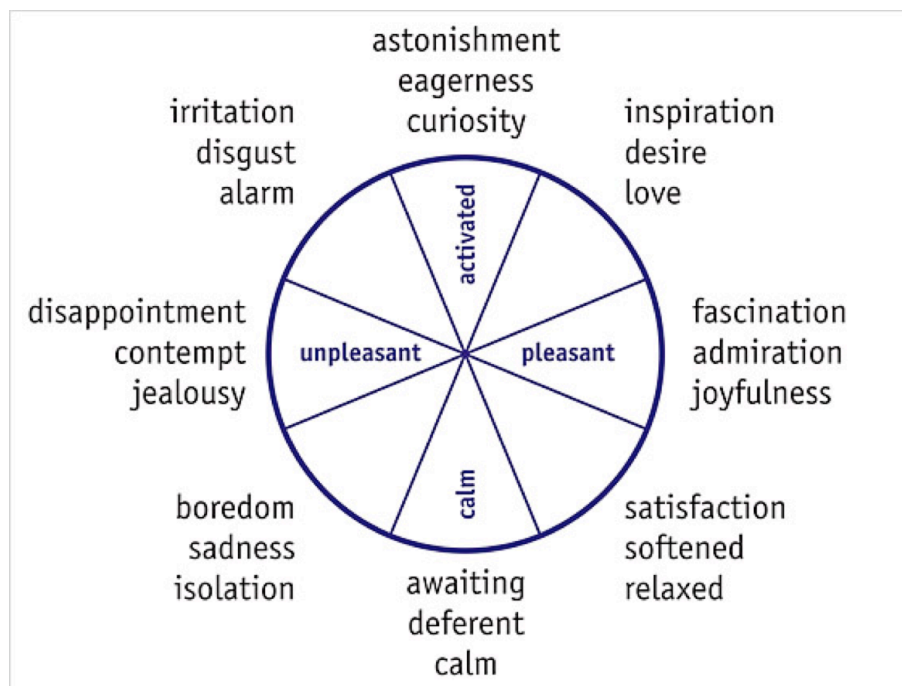 astonishment
eagerness
curiosity
irritation
disgust
alarm
inspiration
desire
love
activated
disappointment
contempt
jealousy
unpleasant
pleasant
fascination
admiration
joyfulness
calm
boredom
sadness
isolation
awaiting
deferent
calm
satisfaction
softened
relaxed